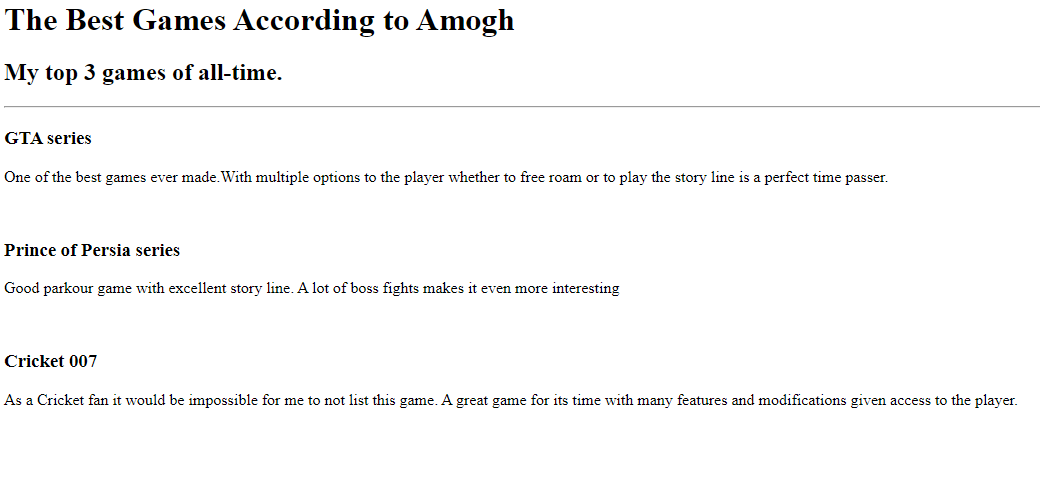 The Best Games According to Amogh
My top 3 games of all-time.
GTA series
One of the best games ever made.With multiple options to the player whether to free roam or to play the story line is a perfect time passer.
Prince of Persia series
Good parkour game with excellent story line. A lot of boss fights makes it even more interesting
Cricket 007
As a Cricket fan it would be impossible for me to not list this game. A great game for its time with many features and modifications given access to the player.